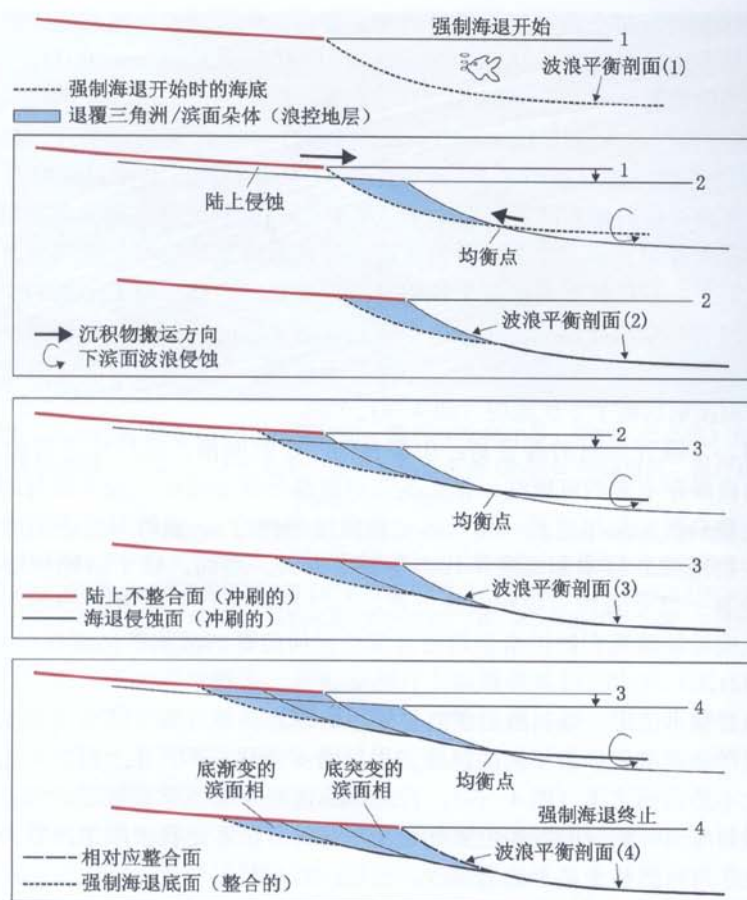 强制海退开始
1
波浪平衡剖面(1)
强制海退开始时的海底
退覆三角洲/滨面朵体（浪控地层）
1
2
陆上侵蚀
均衡点
2
沉积物搬运方向
下滨面波浪侵蚀
波浪平衡剖面(2)
2
3
均衡点
3
陆上不整合面（冲刷的）
海退侵蚀面（冲刷的）
波浪平衡剖面(3)
3
4
均衡点
底渐变的
滨面相
底突变的
滨面相
强制海退终止
4
相对应整合面
强制海退底面（整合的）
波浪平衡剖面(4)